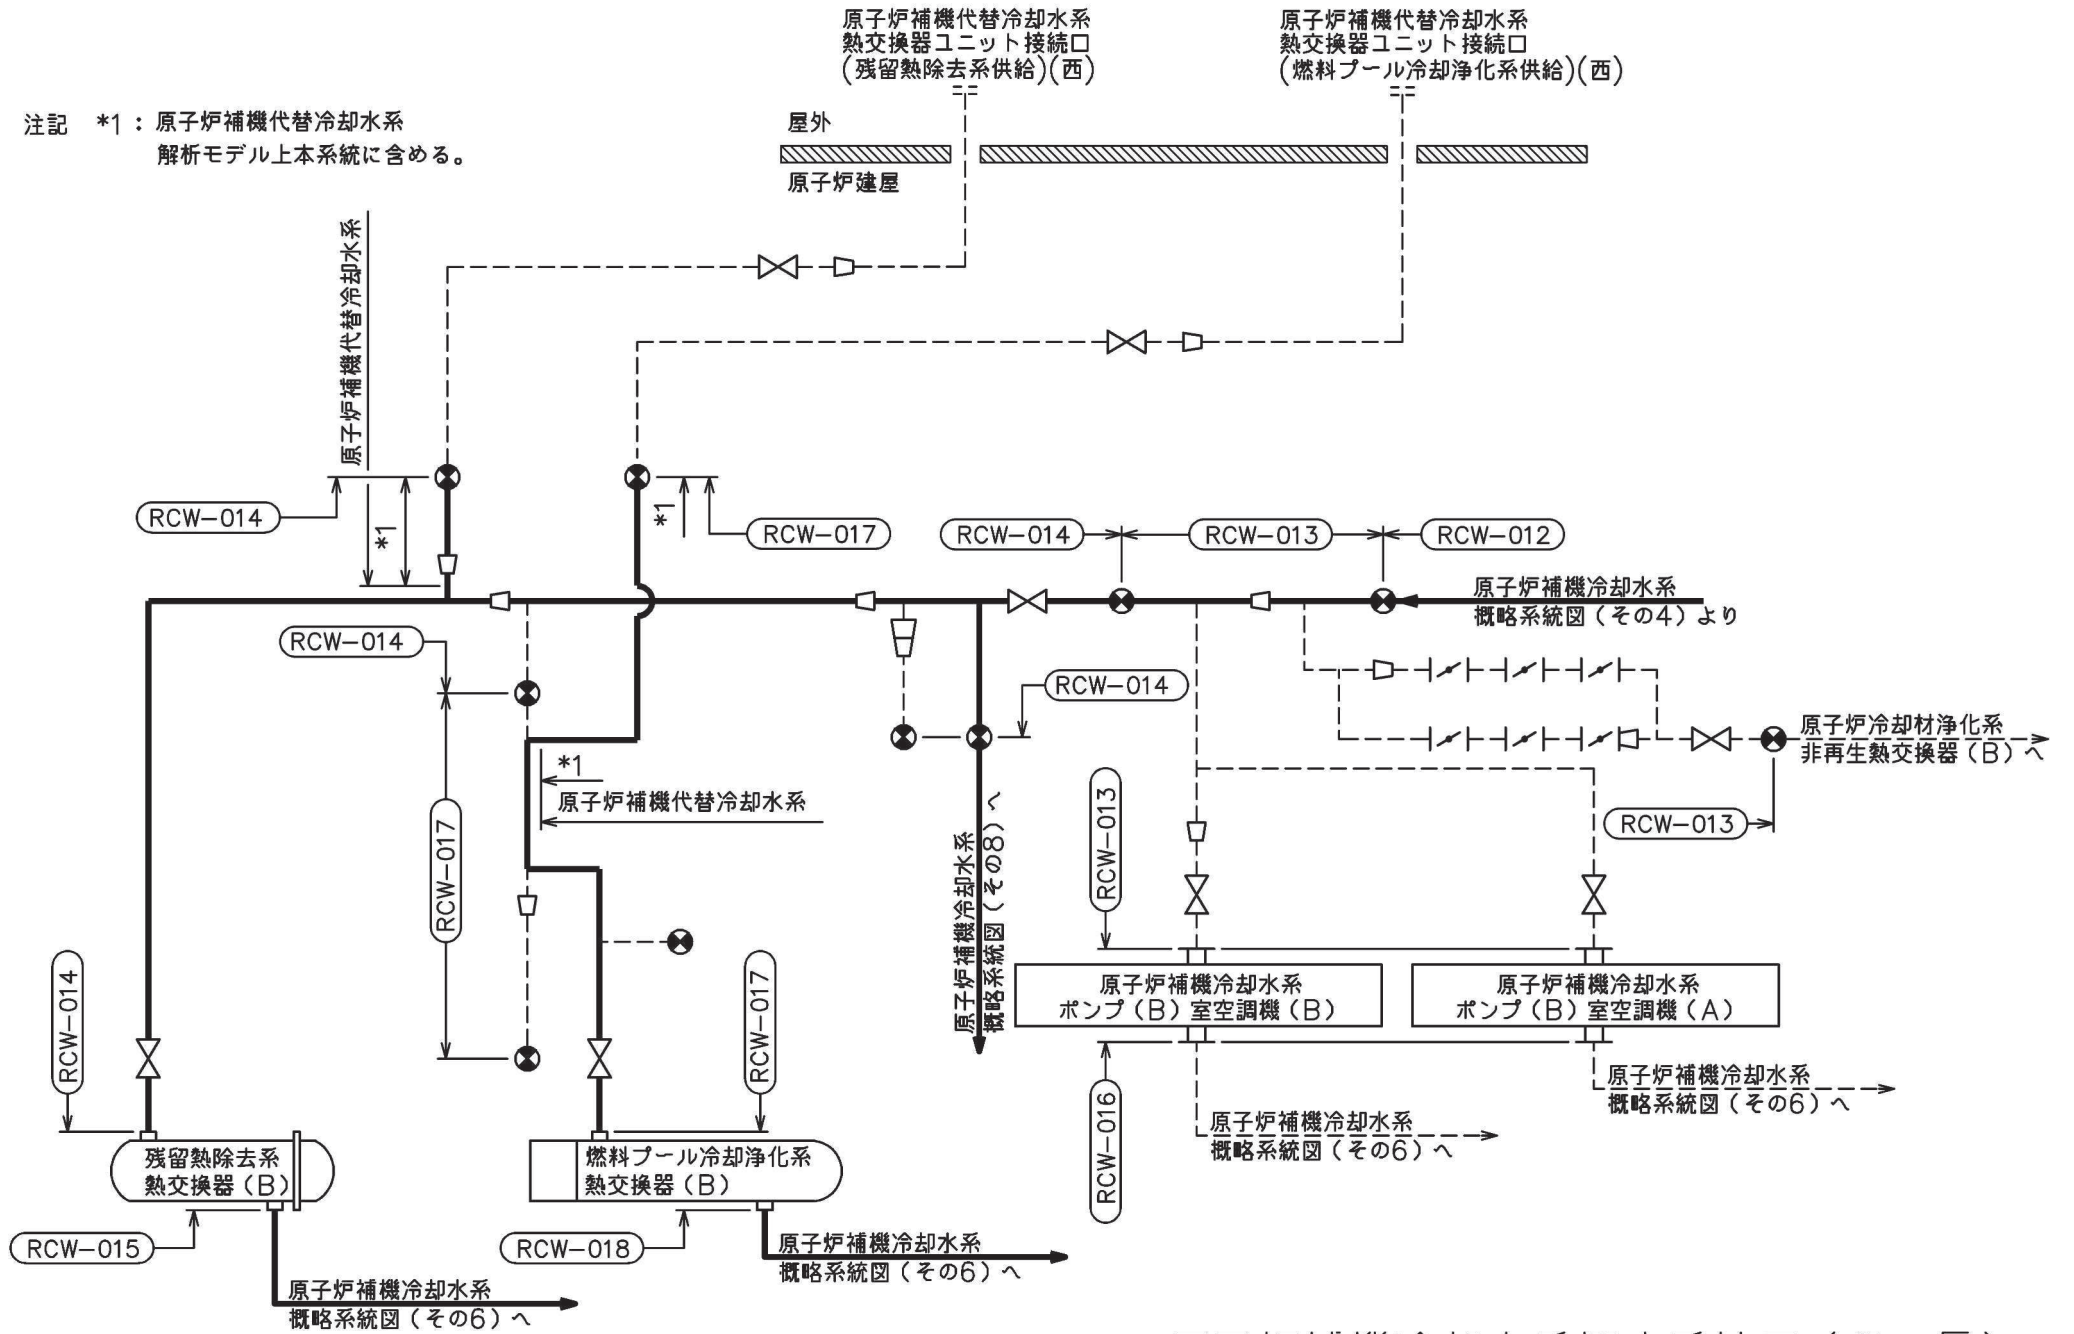 原子炉補機代替冷却水系
熱交換器ユニット接続口
(残留熱除去系供給)(西)
原子炉補機代替冷却水系
熱交換器ユニット接続口
(燃料プール冷却浄化系供給)(西)
注記 *1 : 原子炉補機代替冷却水系
解析モデル上本系統に含める。
屋外
原子炉建屋
原子炉補機代替冷却水系
RCW-014
*1
*1
RCW-017
RCW-014
RCW-013
RCW-012
原子炉補機冷却水系
概略系統図(その4)より
RCW-014
RCW-014
原子炉冷却材浄化系
非再生熱交換器(B)へ
*1
原子炉補機代替冷却水系
RCW-017
原子炉補機冷却水系
概略系統図(その8)へ
RCW-013
RCW-013
RCW-014
RCW-017
原子炉補機冷却水系
ポンプ(B)室空調機(B)
原子炉補機冷却水系
ポンプ(B)室空調機(A)
RCW-016
原子炉補機冷却水系
概略系統図(その6)へ
原子炉補機冷却水系
概略系統図(その6)へ
残留熱除去系
熱交換器(B)
燃料プール冷却浄化系
熱交換器(B)
RCW-015
RCW-018
原子炉補機冷却水系
概略系統図(その6)へ
原子炉補機冷却水系
概略系統図(その6)へ